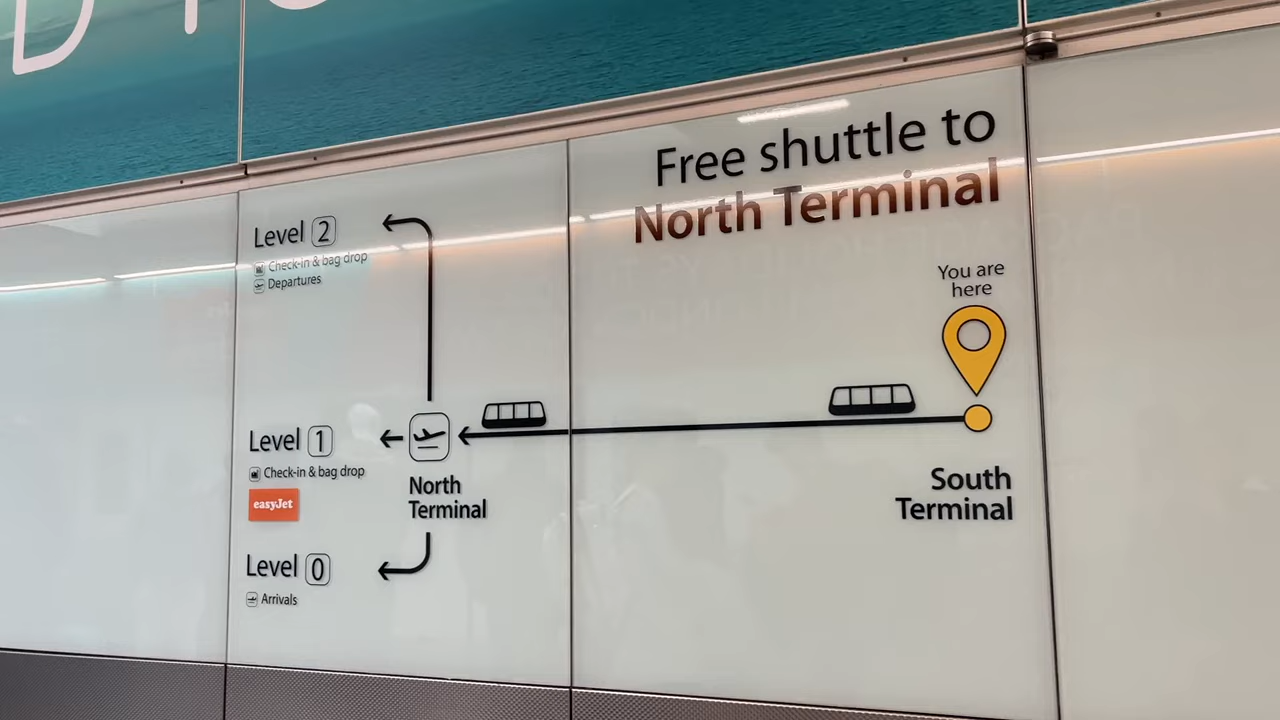 Free shuttle to
North Terminal
You are
here
South
Terminal
North
Terminal
Level 2
Check-in & bag drop
Departures
Level 1
Check-in & bag drop
easyJet
Level 0
Arrivals